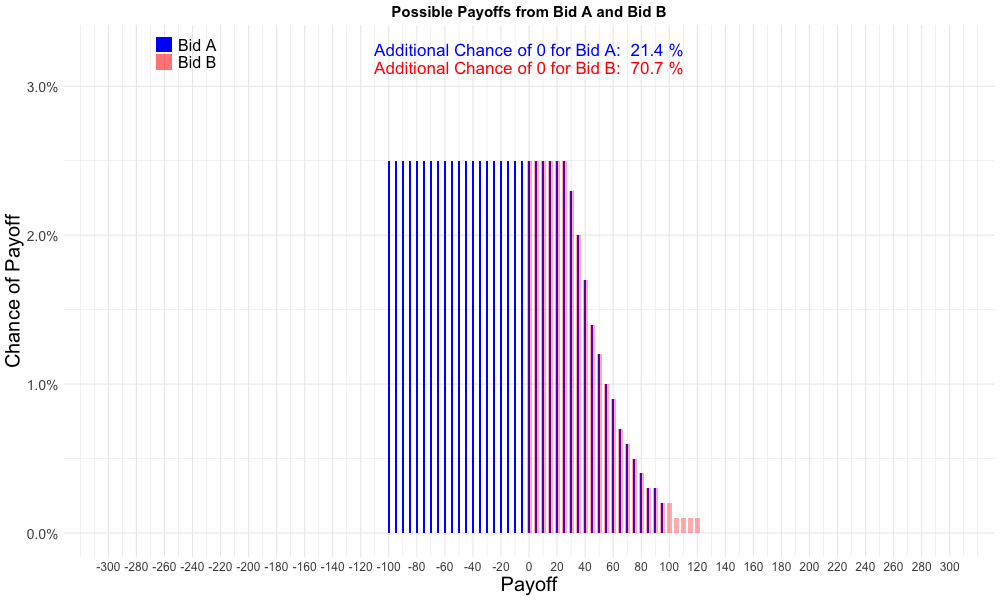 Possible Payoffs from Bid A and Bid B
Bid A
Bid B
Additional Chance of 0 for Bid A:  21.4 %
Additional Chance of 0 for Bid B:  70.7 %
Chance of Payoff
3.0%
2.0%
1.0%
0.0%
-300 -280 -260 -240 -220 -200 -180 -160 -140 -120 -100 -80 -60 -40 -20 0 20 40 60 80 100 120 140 160 180 200 220 240 260 280 300
Payoff